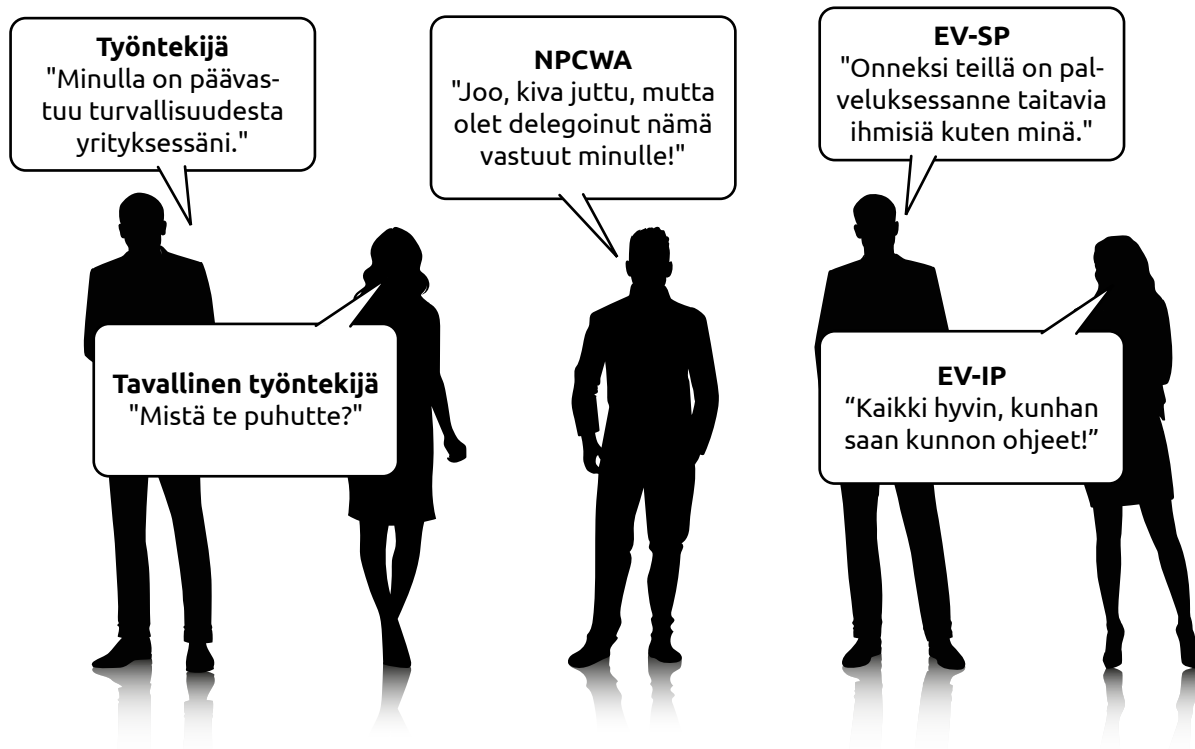 Työntekijä
"Minulla on päävas-
tuu turvallisuudesta
yrityksessäni."
NPCWA
"Joo, kiva juttu, mutta
olet delegoinut nämä
vastuut minulle!"
EV-SP
"Onneksi teillä on pal-
veluksessanne taitavia
ihmisiä kuten minä."
Tavallinen työntekijä
"Mistä te puhutte?"
EV-IP
“Kaikki hyvin, kunhan
saan kunnon ohjeet!”